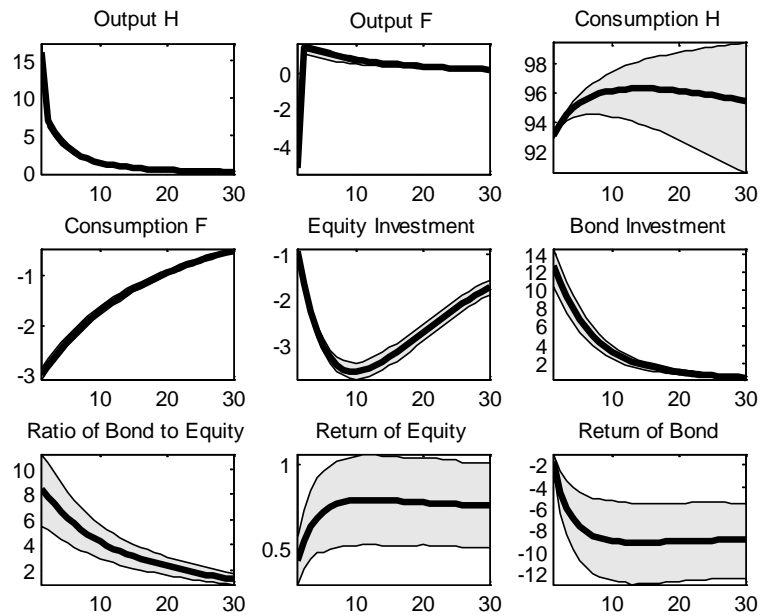 Output H
Output F
Consumption H
15
10
5
0
10 20 30
0
-2
-4
10 20 30
98
96
94
92
10 20 30
Consumption F
Equity Investment
Bond Investment
-1
-2
-3
10 20 30
-1
-2
-3
10 20 30
14
12
10
8
6
4
2
10 20 30
Ratio of Bond to Equity
Return of Equity
Return of Bond
10
8
6
4
2
10 20 30
1
0.5
10 20 30
-2
-4
-6
-8
-10
-12
10 20 30